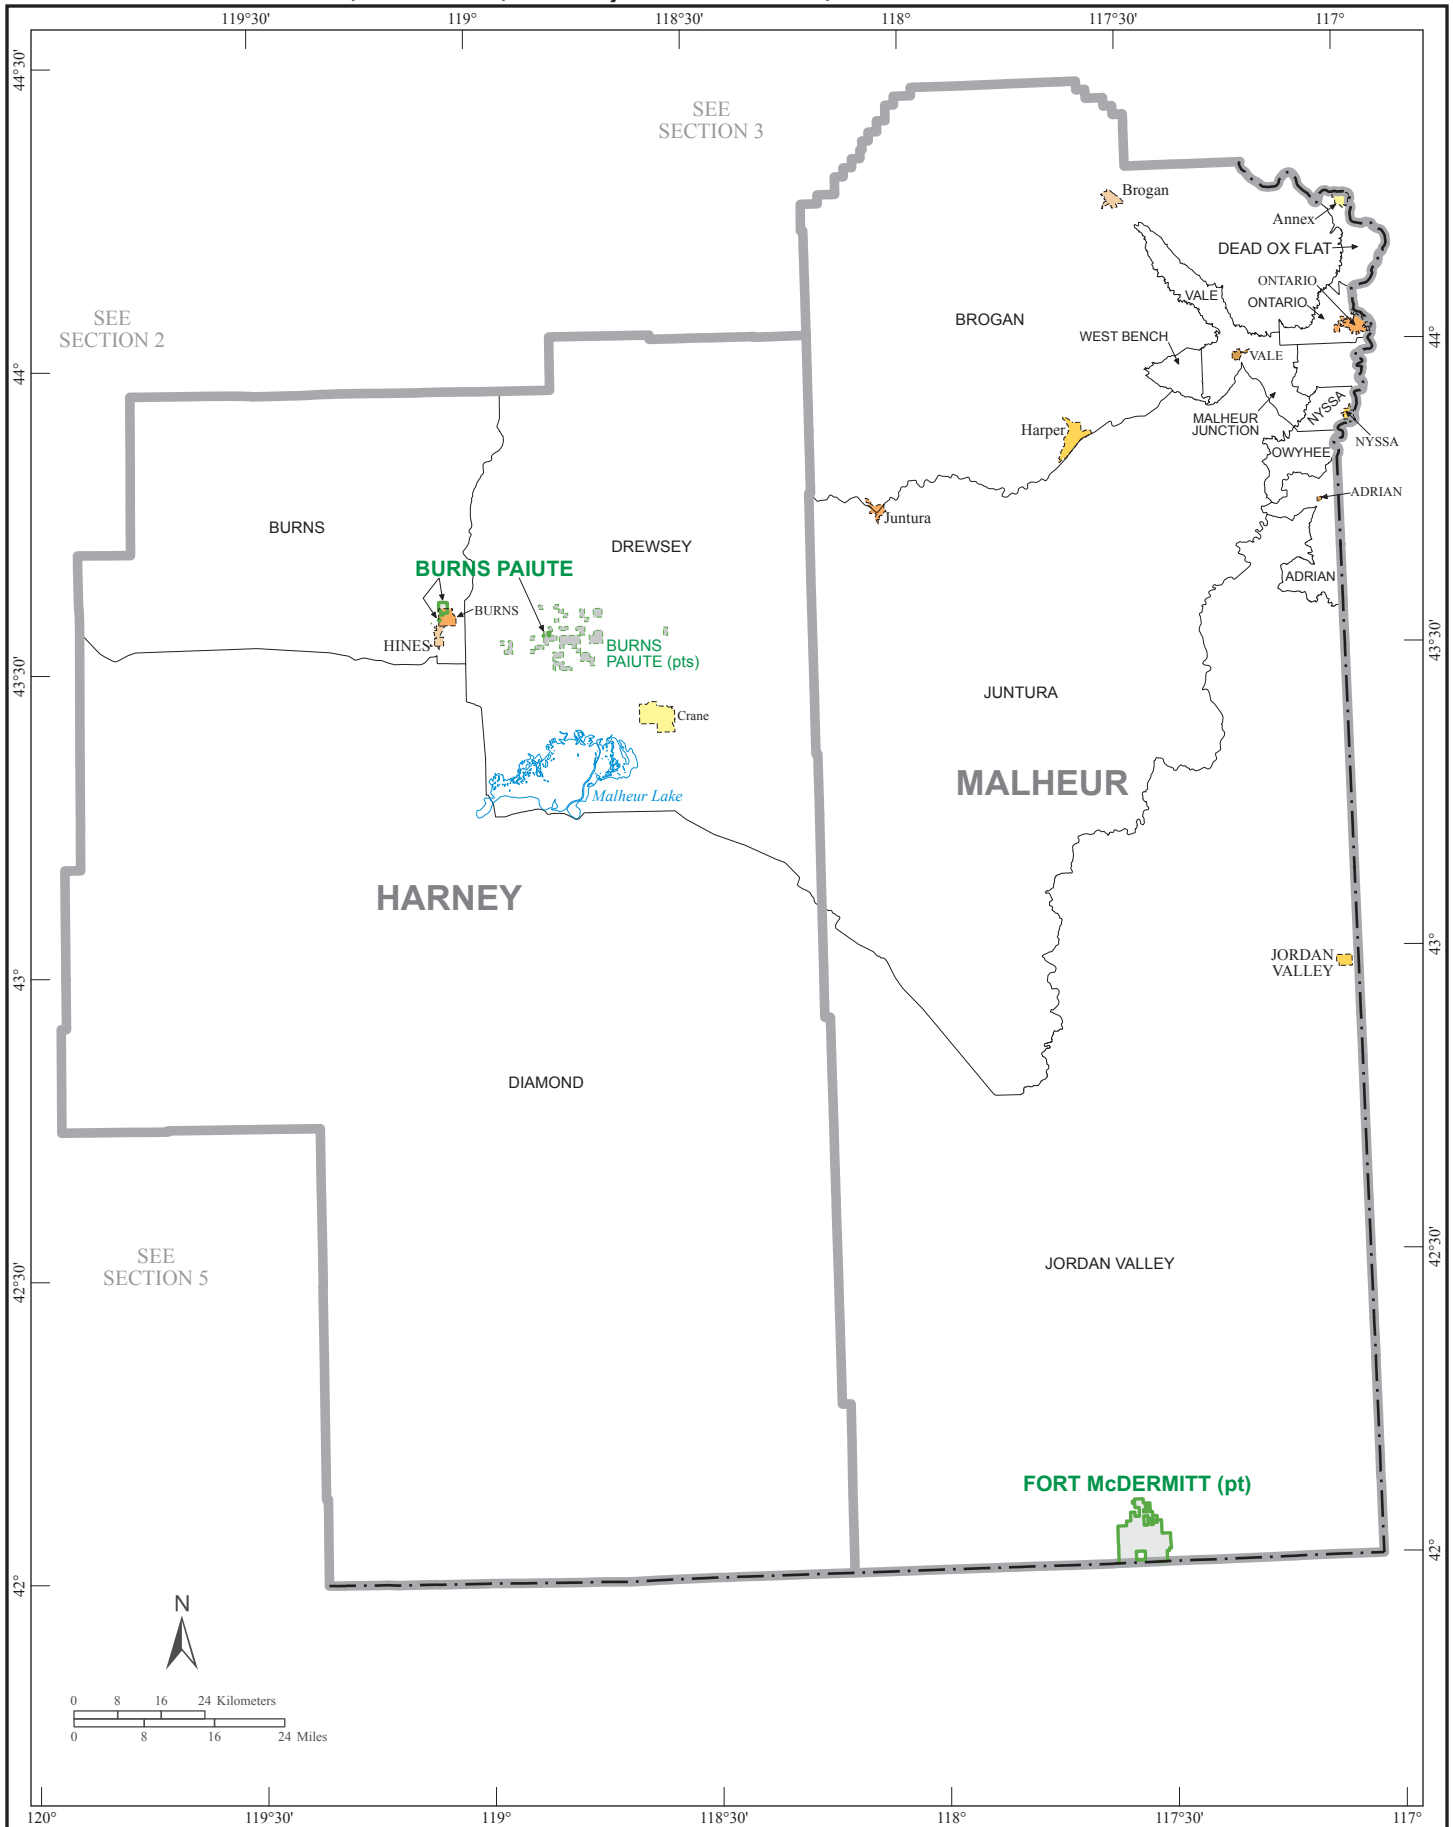 119°30'
119°
118°30'
118°
117°30'
117°
44°30'
SEE
SECTION 3
Brogan
Annex
DEAD OX FLAT
ONTARIO
VALE
ONTARIO
SEE
SECTION 2
BROGAN
WEST BENCH
VALE
44°
44°
NYSSA
MALHEUR
JUNCTION
Harper
NYSSA
OWYHEE
ADRIAN
Juntura
BURNS
DREWSEY
BURNS PAIUTE
ADRIAN
BURNS
HINES
BURNS
PAIUTE (pts)
43°30'
43°30'
JUNTURA
Crane
MALHEUR
Malheur Lake
HARNEY
43°
43°
JORDAN
VALLEY
DIAMOND
SEE
SECTION 5
42°30'
42°30'
JORDAN VALLEY
FORT McDERMITT (pt)
42°
42°
N
0 8 16 24 Kilometers
0 8 16 24 Miles
120°
119°30'
119°
118°30'
118°
117°30'
117°